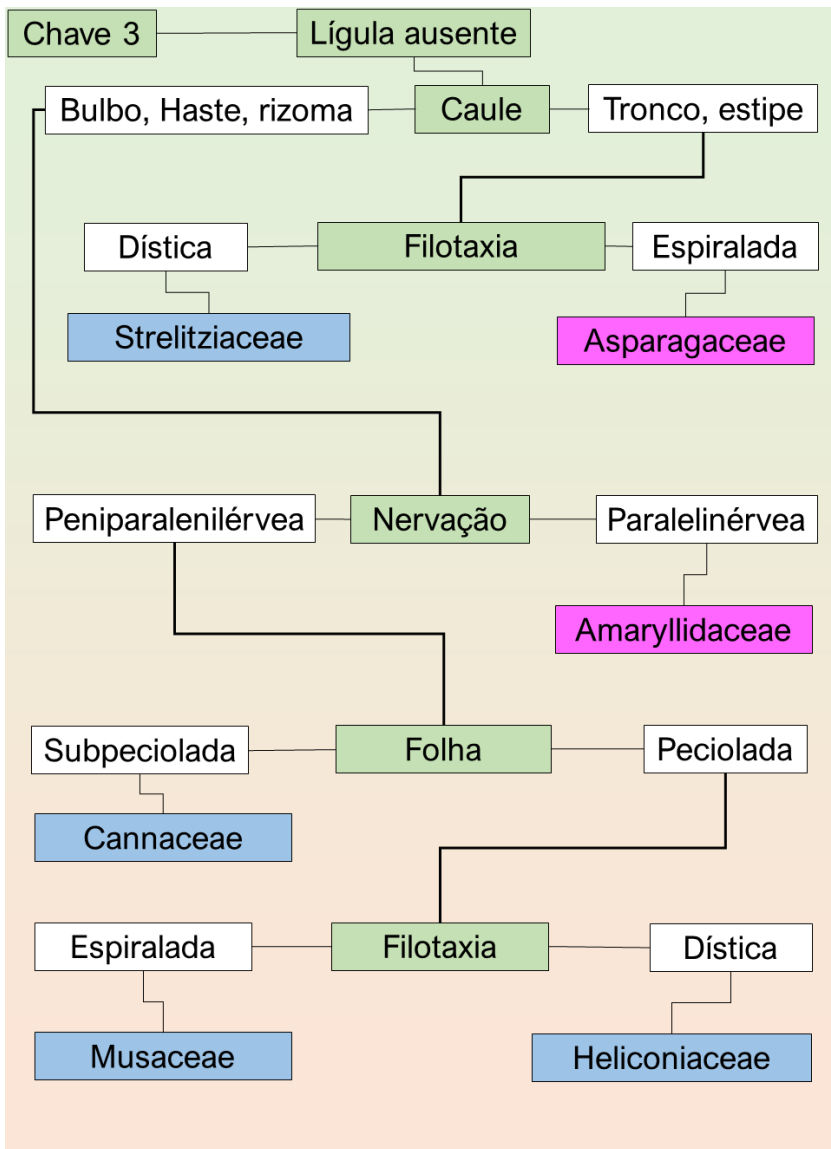 Chave 3
Lígula ausente
Bulbo, Haste, rizoma
Caule
Tronco, estipe
Dística
Filotaxia
Espiralada
Strelitziaceae
Asparagaceae
Peniparalenilérvea
Nervação
Paralelinérvea
Amaryllidaceae
Subpeciolada
Folha
Peciolada
Cannaceae
Espiralada
Filotaxia
Dística
Musaceae
Heliconiaceae